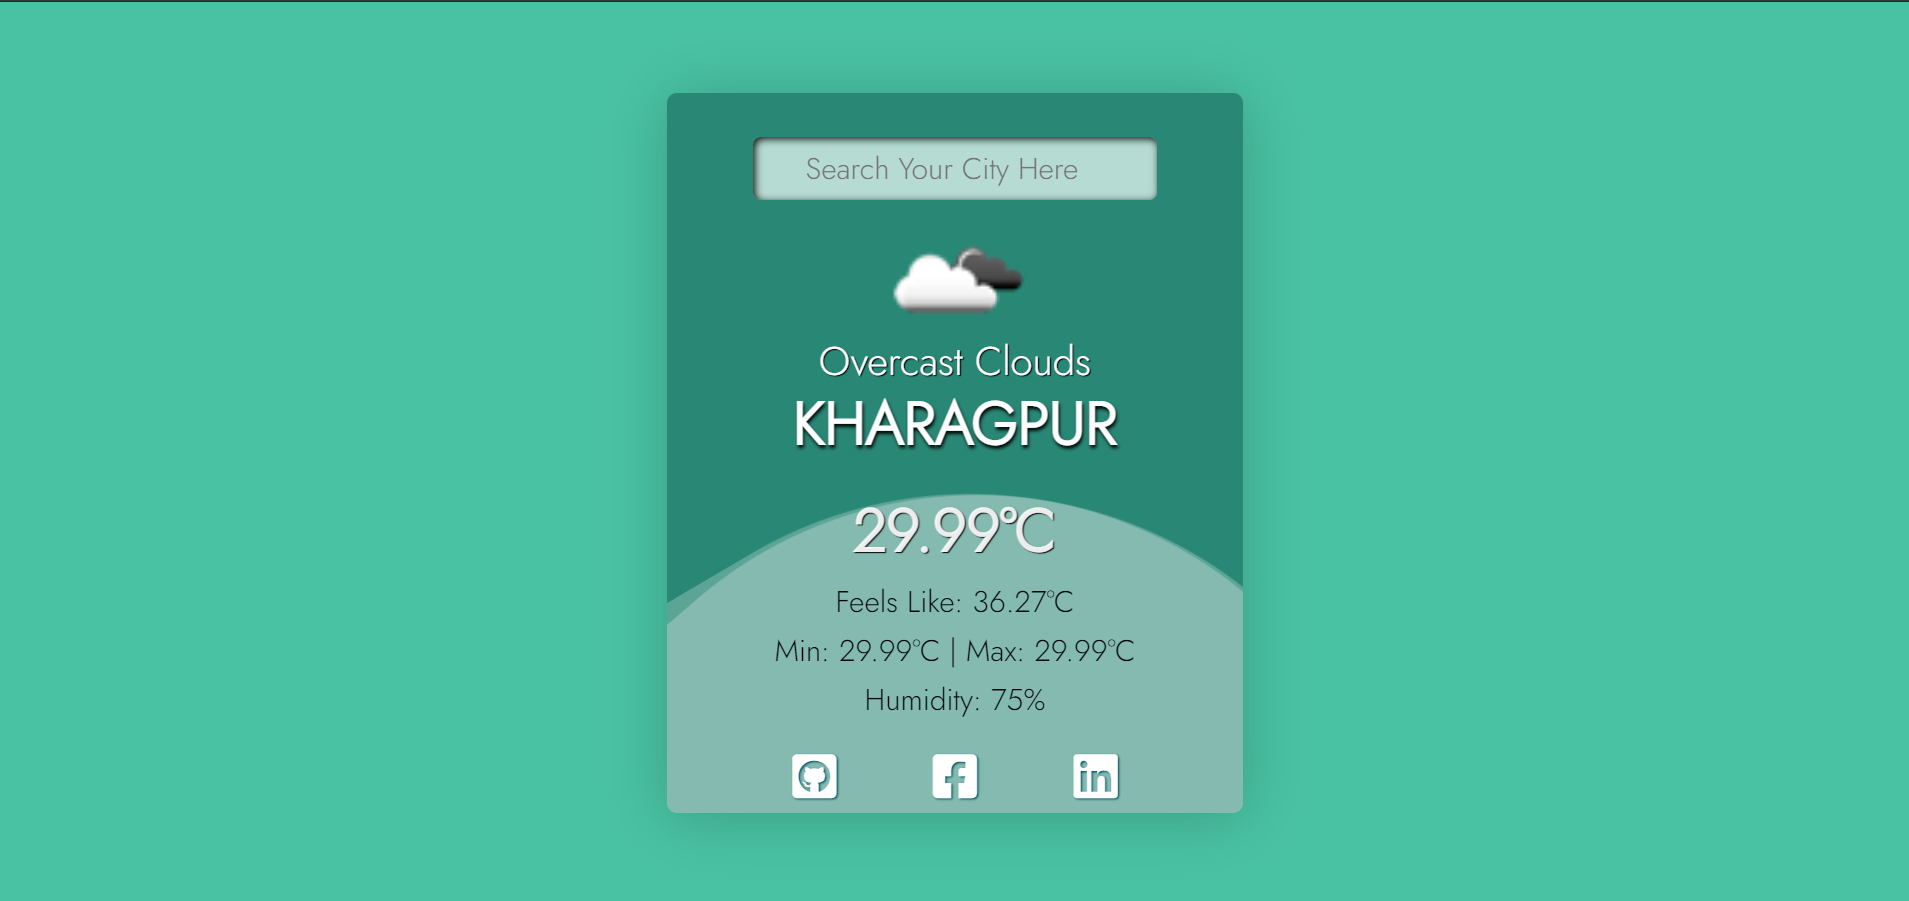 Search Your City Here
Overcast Clouds
KHARAGPUR
29.99°C
Feels Like: 36.27°C
Min: 29.99°C | Max: 29.99°C
Humidity: 75%